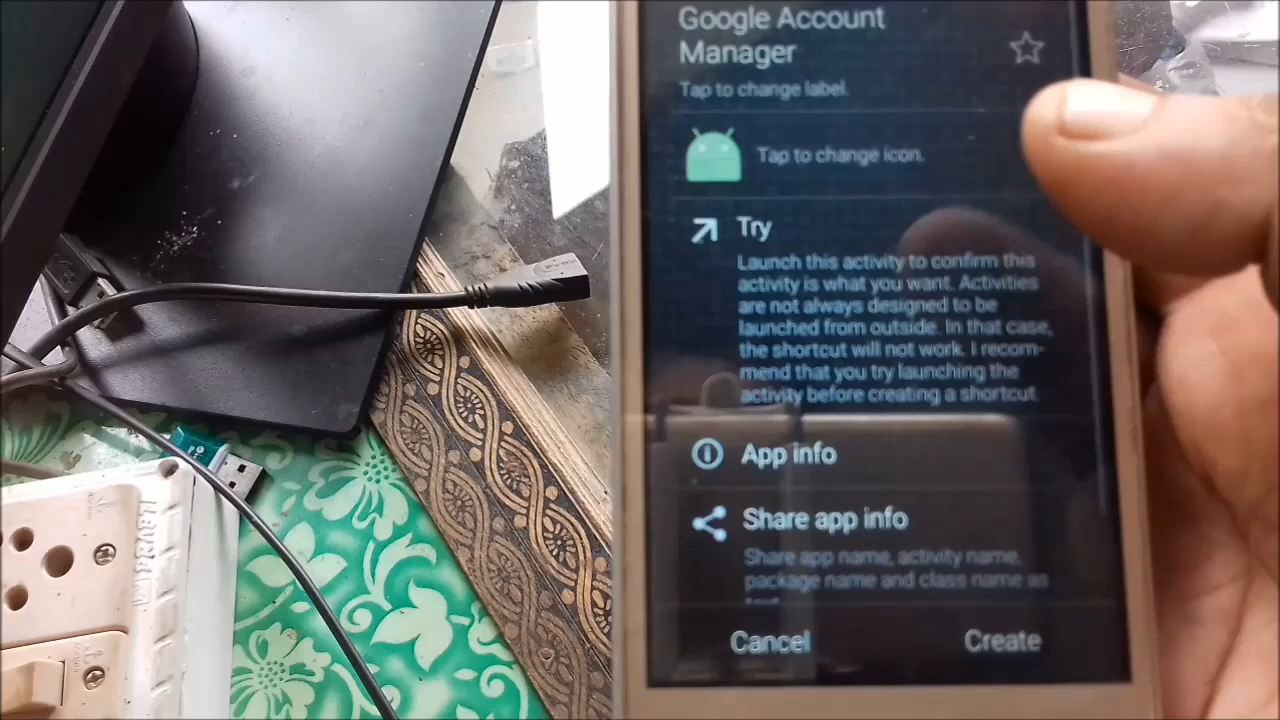 Google Account
Manager
Tap to change label.
Tap to change icon.
Try
Launch this activity to confirm this
activity is what you want. Activities
are not always designed to be
launched from outside. In that case,
the shortcut will not work. I recom-
mend that you try launching the
activity before creating a shortcut.
App info
Share app info
Share app name, activity name,
package name and class name as
Cancel
Create